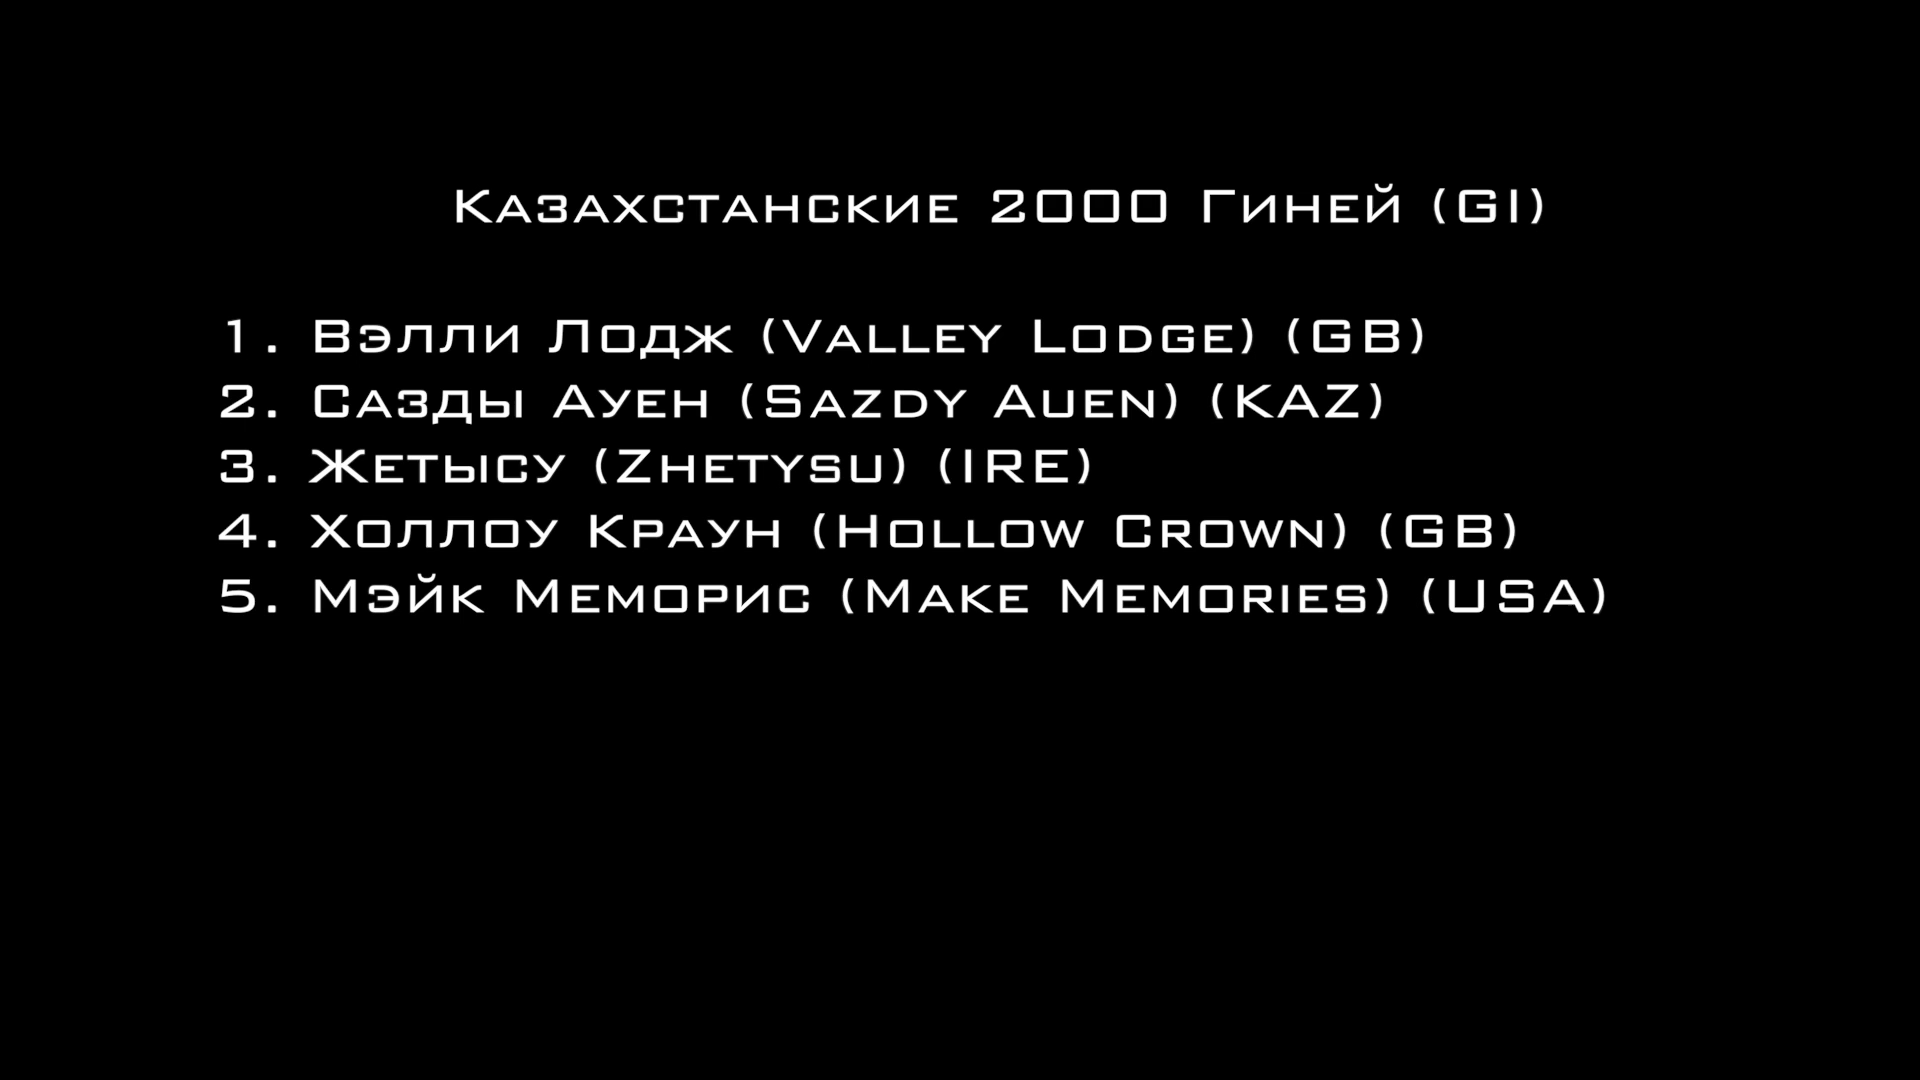 Казахстанские 2000 Гиней (GI)
1. Вэлли Лодж (Valley Lodge) (GB)
2. Сазды Ауен (Sazdy Auen) (KAZ)
3. Жетысу (Zhetysu) (IRE)
4. Холлоу Краун (Hollow Crown) (GB)
5. Мэйк Меморис (Make Memories) (USA)